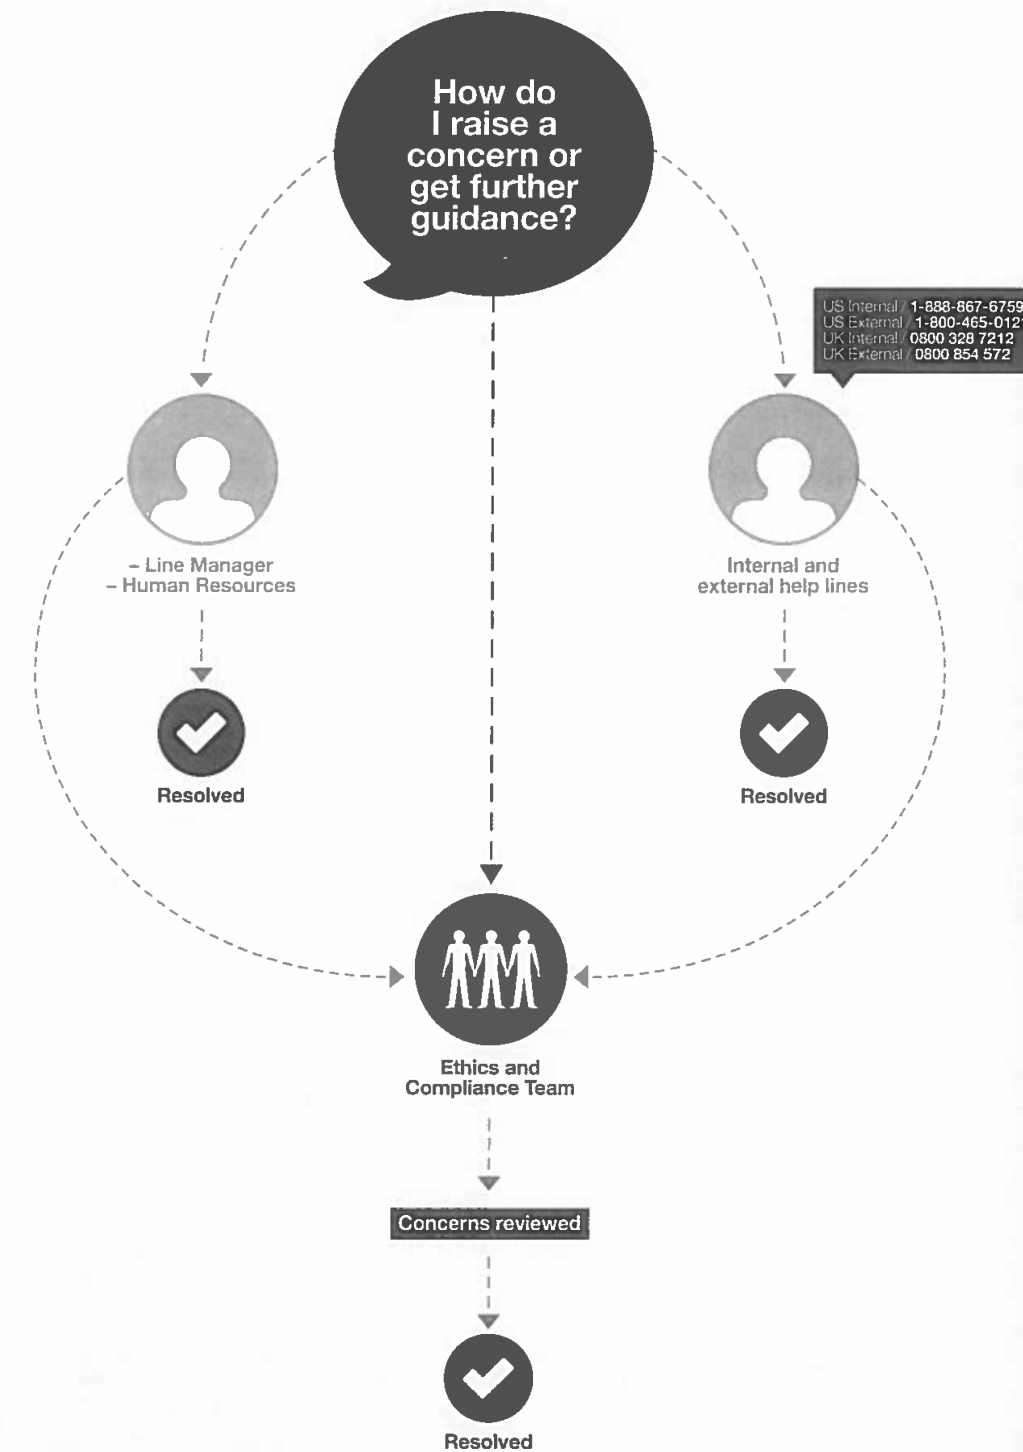 How do
I raise a
concern or
get further
guidance?
US Internal / 1-888-867-6759
US External / 1-800-465-0121
UK Internal / 0800 328 7212
UK External / 0800 854 572
– Line Manager
– Human Resources
Internal and
external help lines
Resolved
Resolved
Ethics and
Compliance Team
Concerns reviewed
Resolved